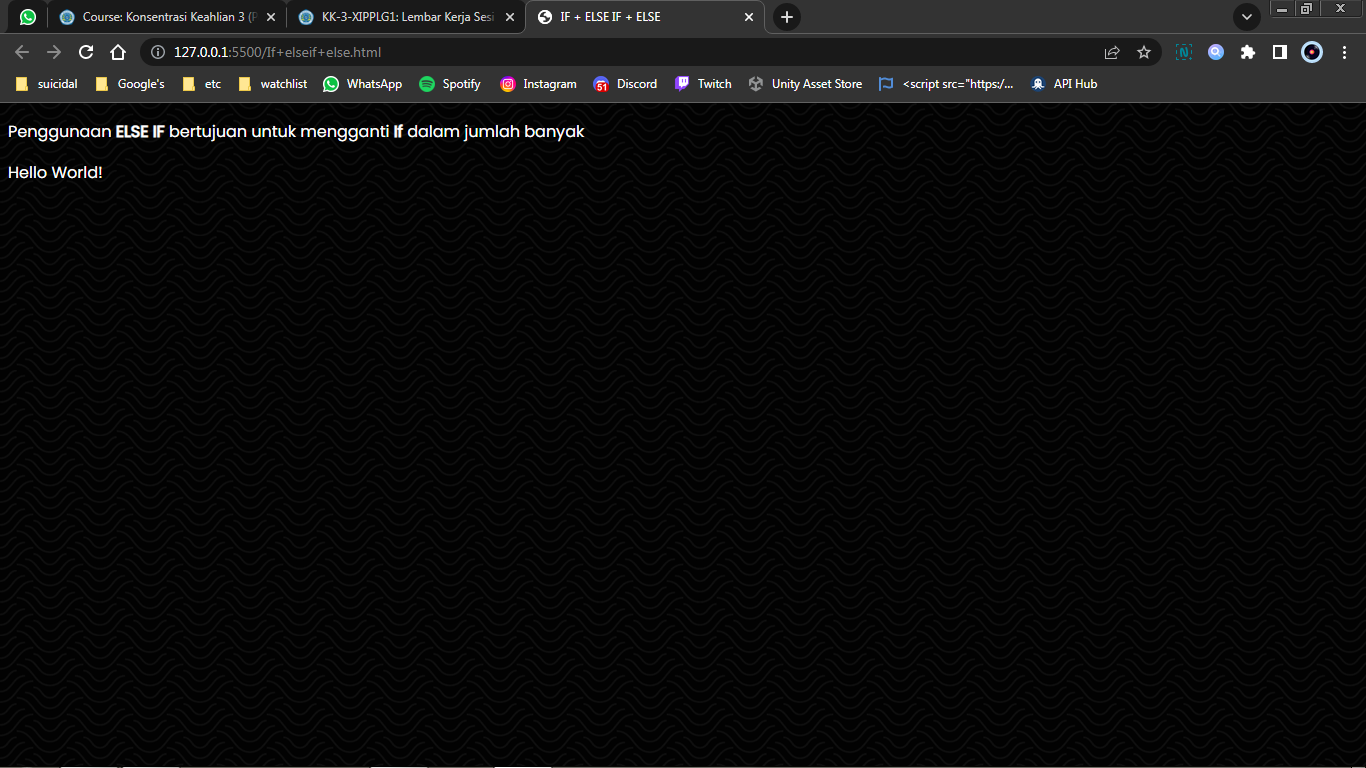 Course: Konsentrasi Keahlian 3 (P
KK-3-XIPPLG1: Lembar Kerja Sesi
IF + ELSE IF + ELSE
127.0.0.1:5500/If+elseif+else.html
suicidal
Google's
etc
watchlist
WhatsApp
Spotify
Instagram
51
Discord
Twitch
Unity Asset Store
<script src="https:/...
API Hub
Penggunaan ELSE IF bertujuan untuk mengganti If dalam jumlah banyak
Hello World!